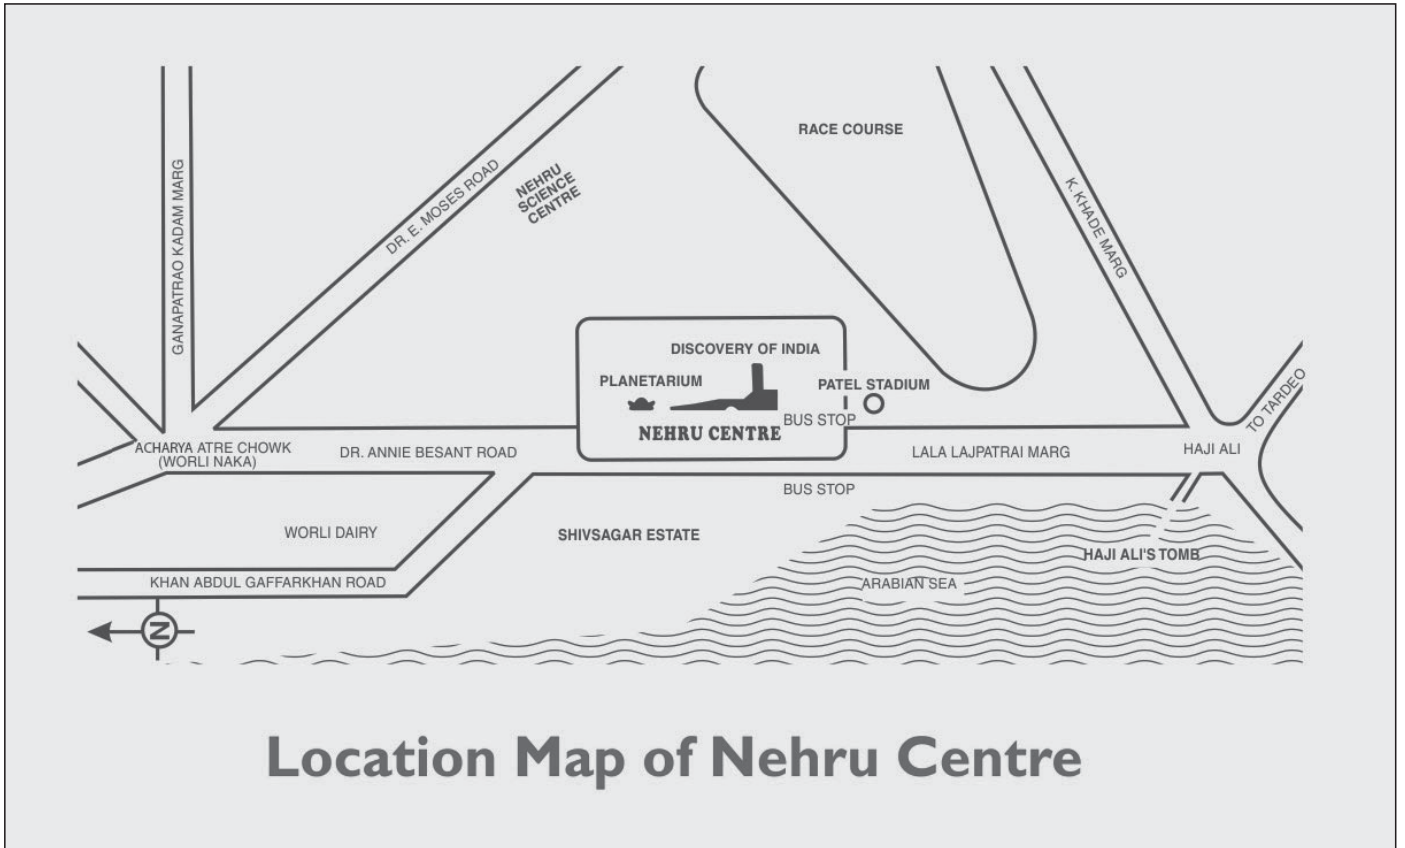 RACE COURSE
GANAPATRAO KADAM MARG
DR. E. MOSES ROAD
NEHRU
SCIENCE
CENTRE
K. KHADE MARG
DISCOVERY OF INDIA
PLANETARIUM
PATEL STADIUM
TO TARDEO
BUS STOP
NEHRU CENTRE
ACHARYA ATRE CHOWK
(WORLI NAKA)
DR. ANNIE BESANT ROAD
LALA LAJPATRAI MARG
HAJI ALI
BUS STOP
WORLI DAIRY
SHIVSAGAR ESTATE
HAJI ALI'S TOMB
KHAN ABDUL GAFFARKHAN ROAD
ARABIAN SEA
N
Location Map of Nehru Centre